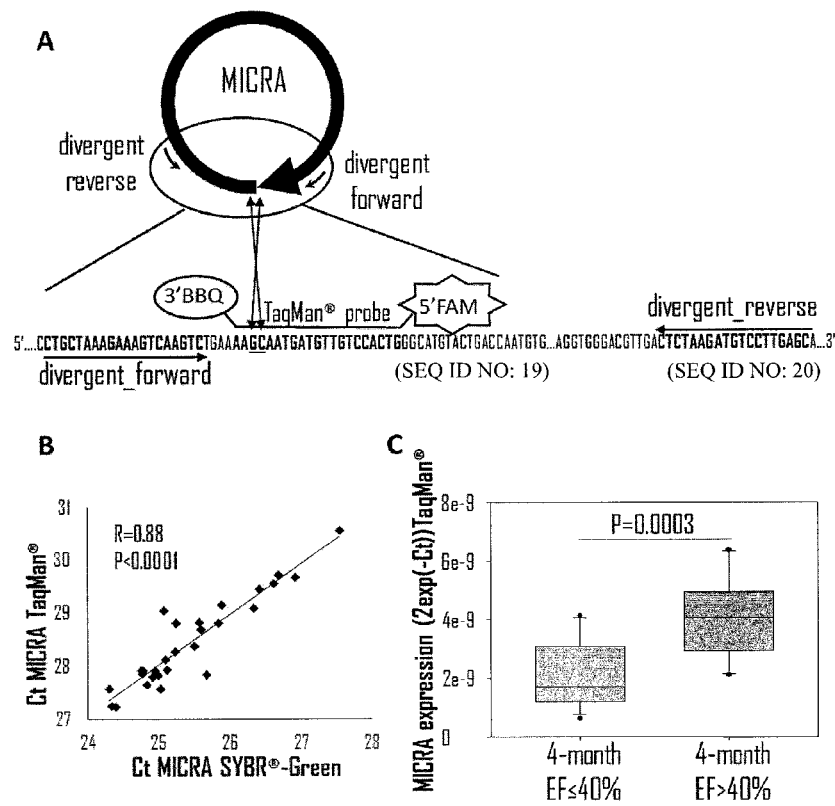 A
MICRA
divergent
reverse
divergent
forward
3'BBQ
TaqMan® probe
5'FAM
divergent_reverse
5'....CCTGCTAAAGAAAGTCAAGTCTGAAAAGCAATGATGTTGTCCACTGGGCATGTACTGACCAATGTG...AGGTGGGACGTTGACTCTAAGATGTCCTTGAGCA...3'
divergent_forward
(SEQ ID NO: 19)
(SEQ ID NO: 20)
B
Ct MICRA TaqMan®
31
30
29
28
27
R=0.88
P<0.0001
24
25
26
27
28
Ct MICRA SYBR®-Green
C
MICRA expression (2exp(-Ct))TaqMan®
8e-9
6e-9
4e-9
2e-9
0
P=0.0003
4-month
EF≤40%
4-month
EF>40%